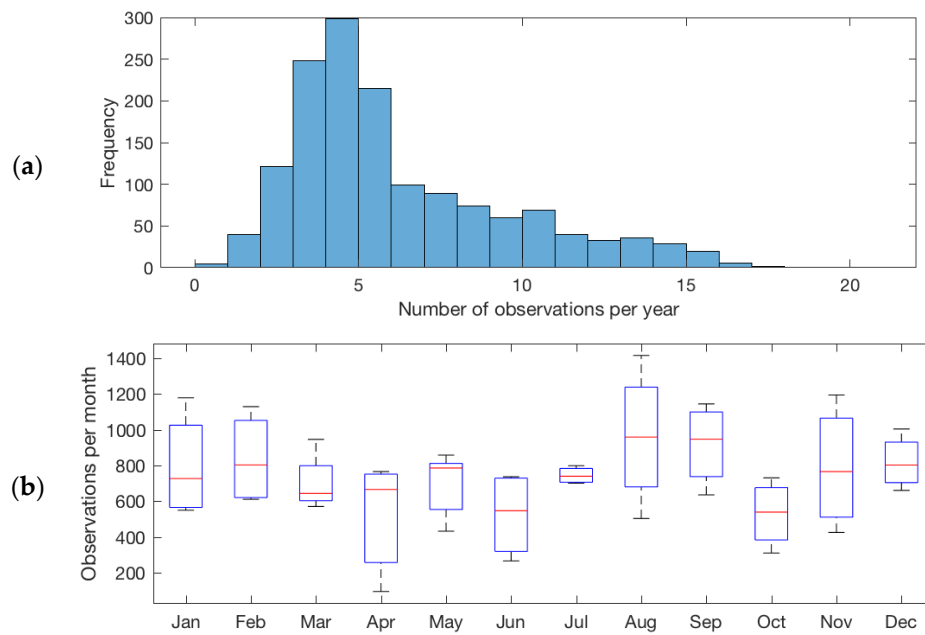 (a)
Frequency
300
250
200
150
100
50
0
0 5 10 15 20
Number of observations per year
(b)
Observations per month
1400
1200
1000
800
600
400
200
Jan Feb Mar Apr May Jun Jul Aug Sep Oct Nov Dec